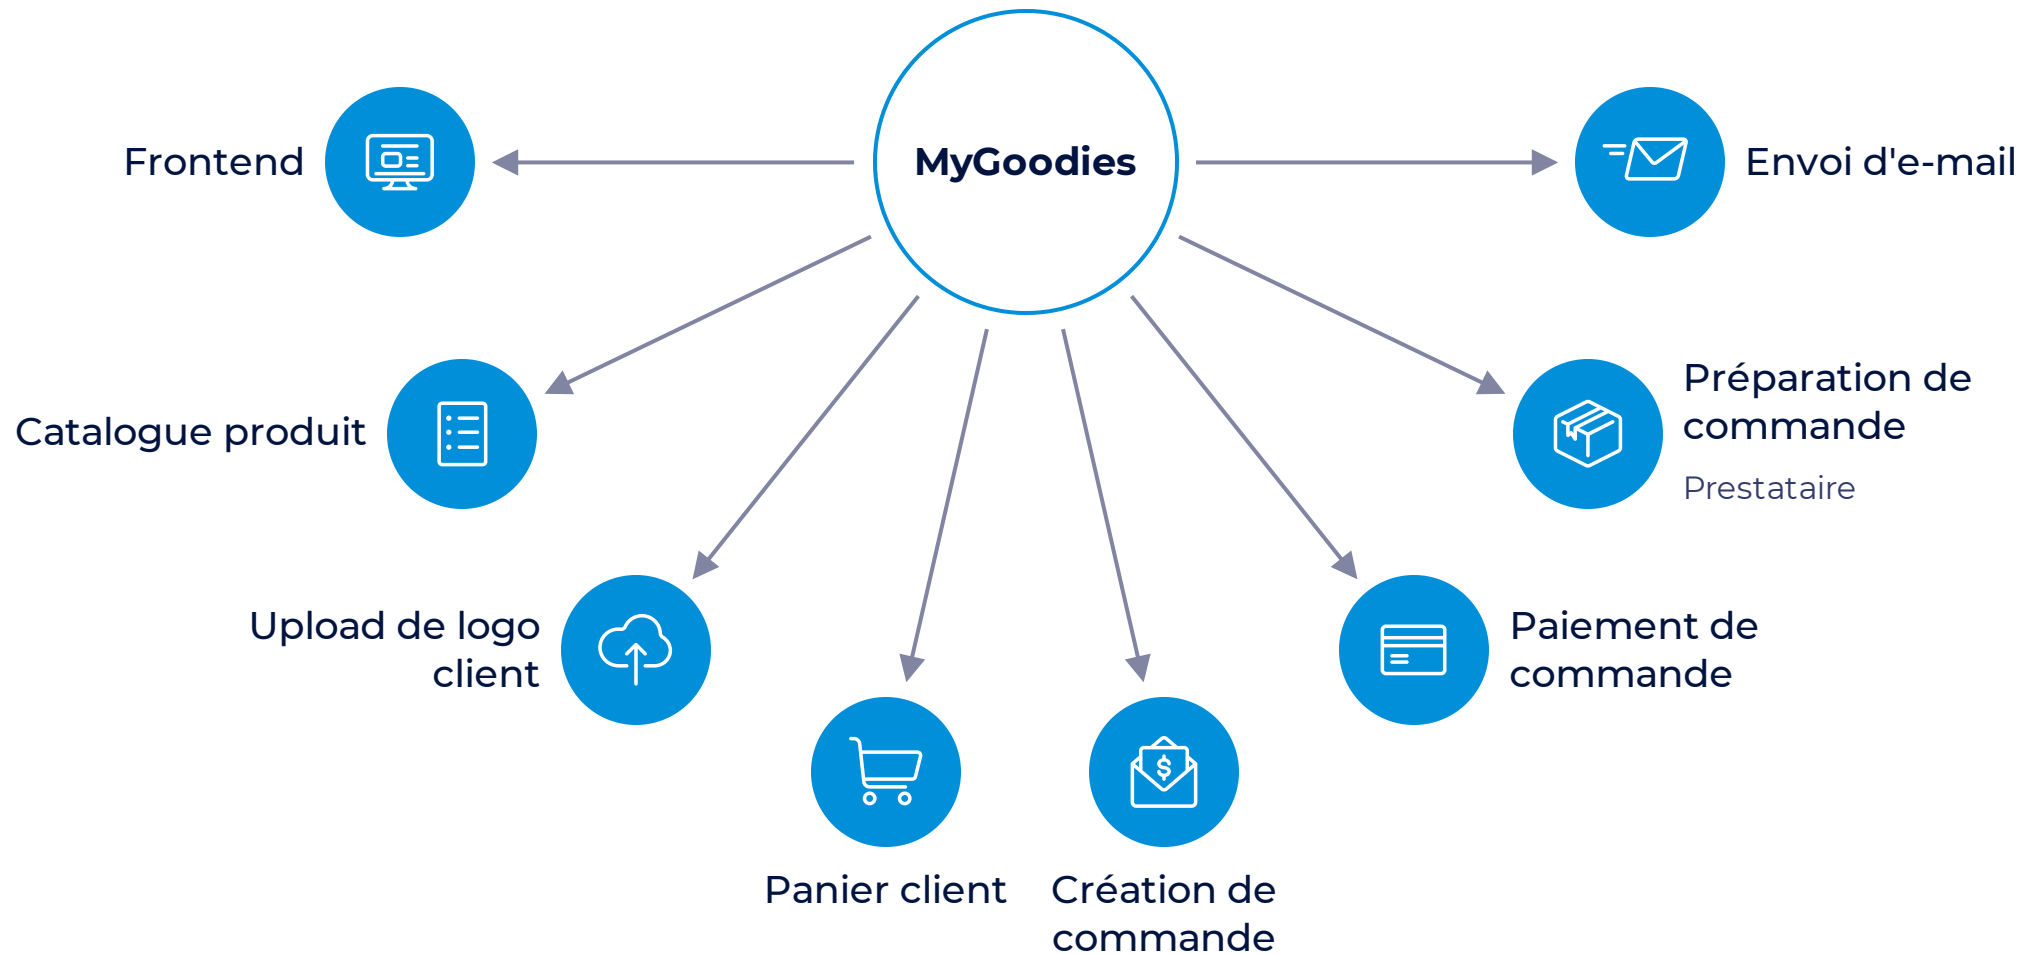 MyGoodies
Frontend
Envoi d'e-mail
Catalogue produit
Préparation de
commande
Prestataire
Upload de logo
client
Paiement de
commande
Panier client
Création de
commande